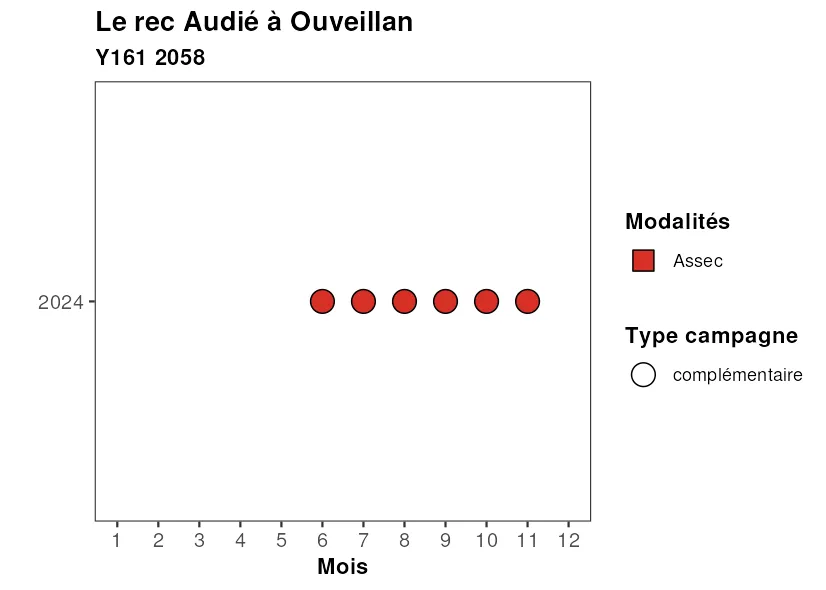 Le rec Audié à Ouveillan
Y161 2058
2024
1 2 3 4 5 6 7 8 9 10 11 12
Mois
Modalités
Assec
Type campagne
complémentaire